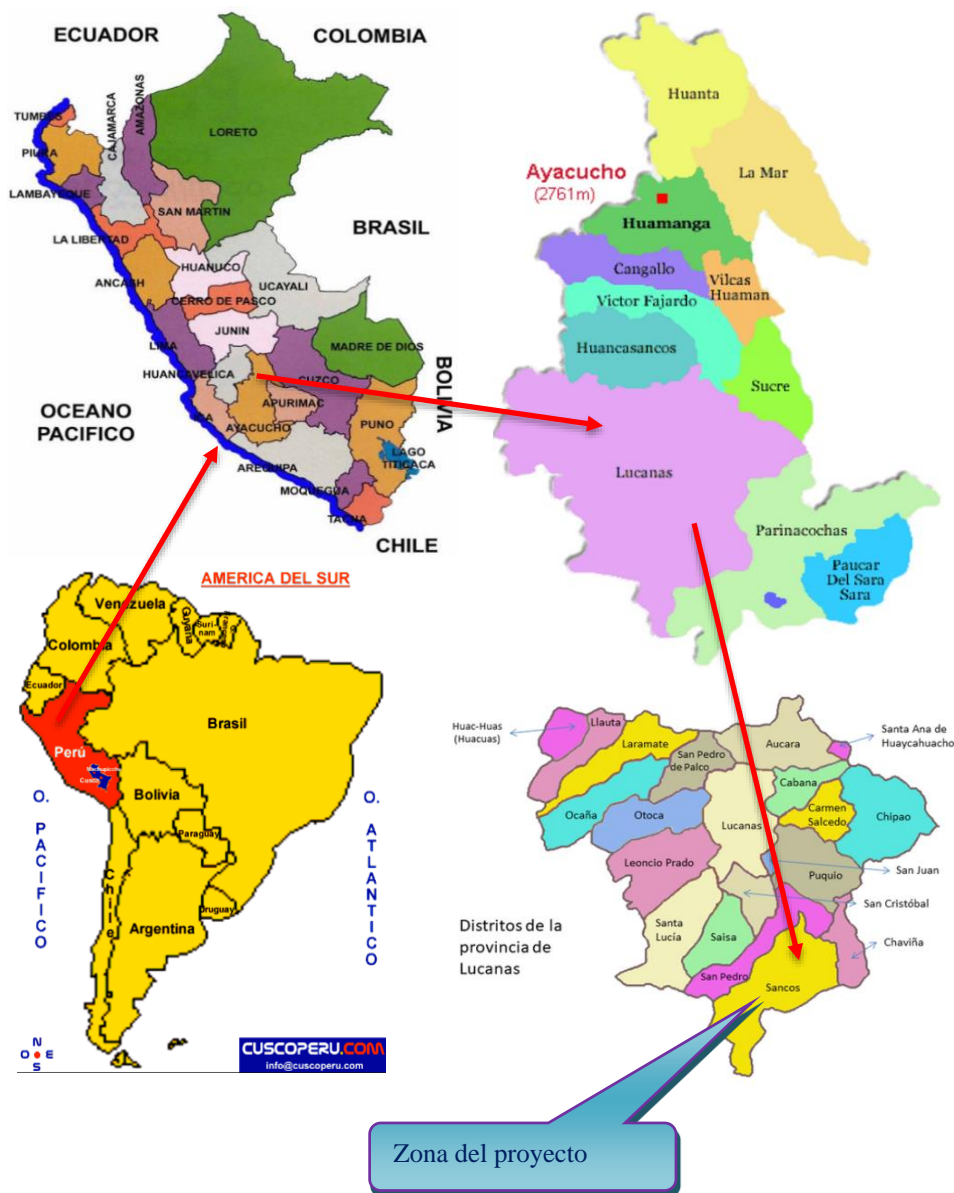 ECUADOR
COLOMBIA
TUMBES
PIURA
CAJAMARCA
AMAZONAS
LORETO
LAMBAYEQUE
SAN MARTIN
LA LIBERTAD
BRASIL
ANCASH
HUANUCO
UCAYALI
CERRO DE PASCO
JUNIN
LIMA
MADRE DE DIOS
HUANCAVELICA
CUZCO
BOLIVIA
OCEANO
PACIFICO
ICA
APURIMAC
AYACUCHO
PUNO
LAGO
TITICACA
AREQUIPA
MOQUEGUA
TACNA
CHILE
Huanta
La Mar
Ayacucho
(2761m)
Huamanga
Cangallo
Vilcas
Huaman
Victor Fajardo
Huancasancos
Sucre
Lucanas
Parinacochas
Paucar
Del Sara
Sara
AMERICA DEL SUR
Venezuela
Guyana
Suri-
nam
Colombia
Ecuador
Brasil
Perú
Cusco
Bolivia
Paraguay
Chile
Uruguay
Argentina
O.
PACIFICO
O.
ATLANTICO
N
O E
S
CUSCOPERU.COM
info@cuscoperu.com
Huac-Huas
(Huacuas)
Llauta
Laramate
San Pedro
de Palco
Aucara
Santa Ana de
Huaycahuacho
Cabana
Ocaña
Otoca
Lucanas
Carmen
Salcedo
Chipao
Leoncio Prado
Puquio
San Juan
San Cristóbal
Santa
Lucía
Saisa
Chaviña
San Pedro
Sancos
Distritos de la
provincia de
Lucanas
Zona del proyecto